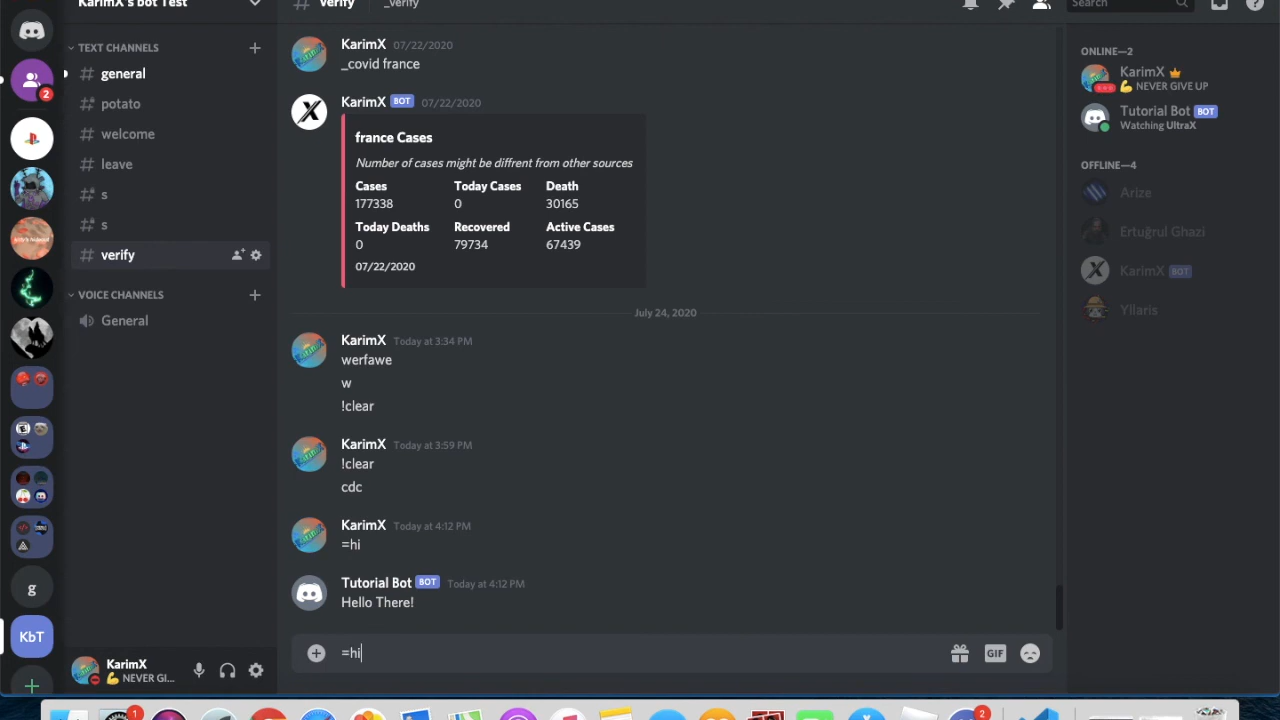 KarimX's bot Test
verify
_verify
Search
TEXT CHANNELS
general
potato
welcome
leave
s
s
verify
VOICE CHANNELS
General
2
KbT
g
KarimX 07/22/2020
_covid france
KarimX BOT 07/22/2020
france Cases
Number of cases might be diffrent from other sources
Cases Today Cases Death
177338 0 30165
Today Deaths Recovered Active Cases
0 79734 67439
07/22/2020
July 24, 2020
KarimX Today at 3:34 PM
werfawe
w
!clear
KarimX Today at 3:59 PM
!clear
cdc
KarimX Today at 4:12 PM
=hi
Tutorial Bot BOT Today at 4:12 PM
Hello There!
=hi
GIF
ONLINE—2
KarimX
NEVER GIVE UP
Tutorial Bot BOT
Watching UltraX
OFFLINE—4
Arize
Ertuğrul Ghazi
KarimX BOT
Yllaris
KarimX
NEVER GI...
1
2